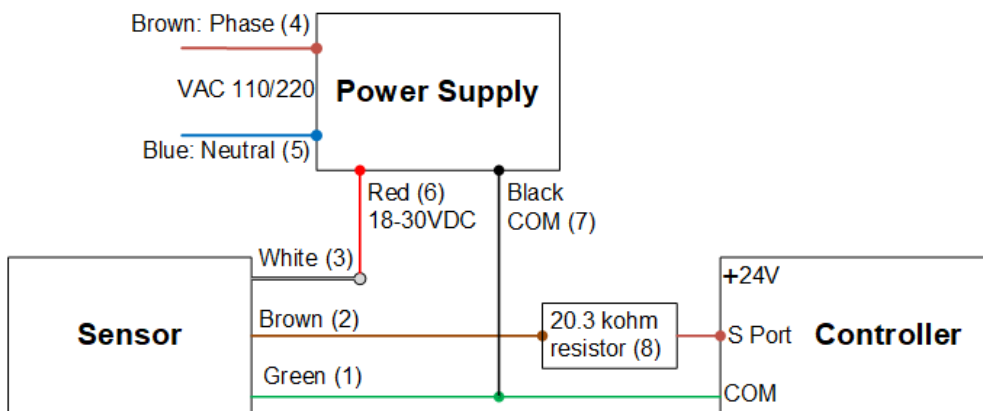 Brown: Phase (4)
VAC 110/220
Power Supply
Blue: Neutral (5)
Red (6)
18-30VDC
Black
COM (7)
White (3)
+24V
Sensor
Brown (2)
20.3 kohm
resistor (8)
S Port
Controller
Green (1)
COM